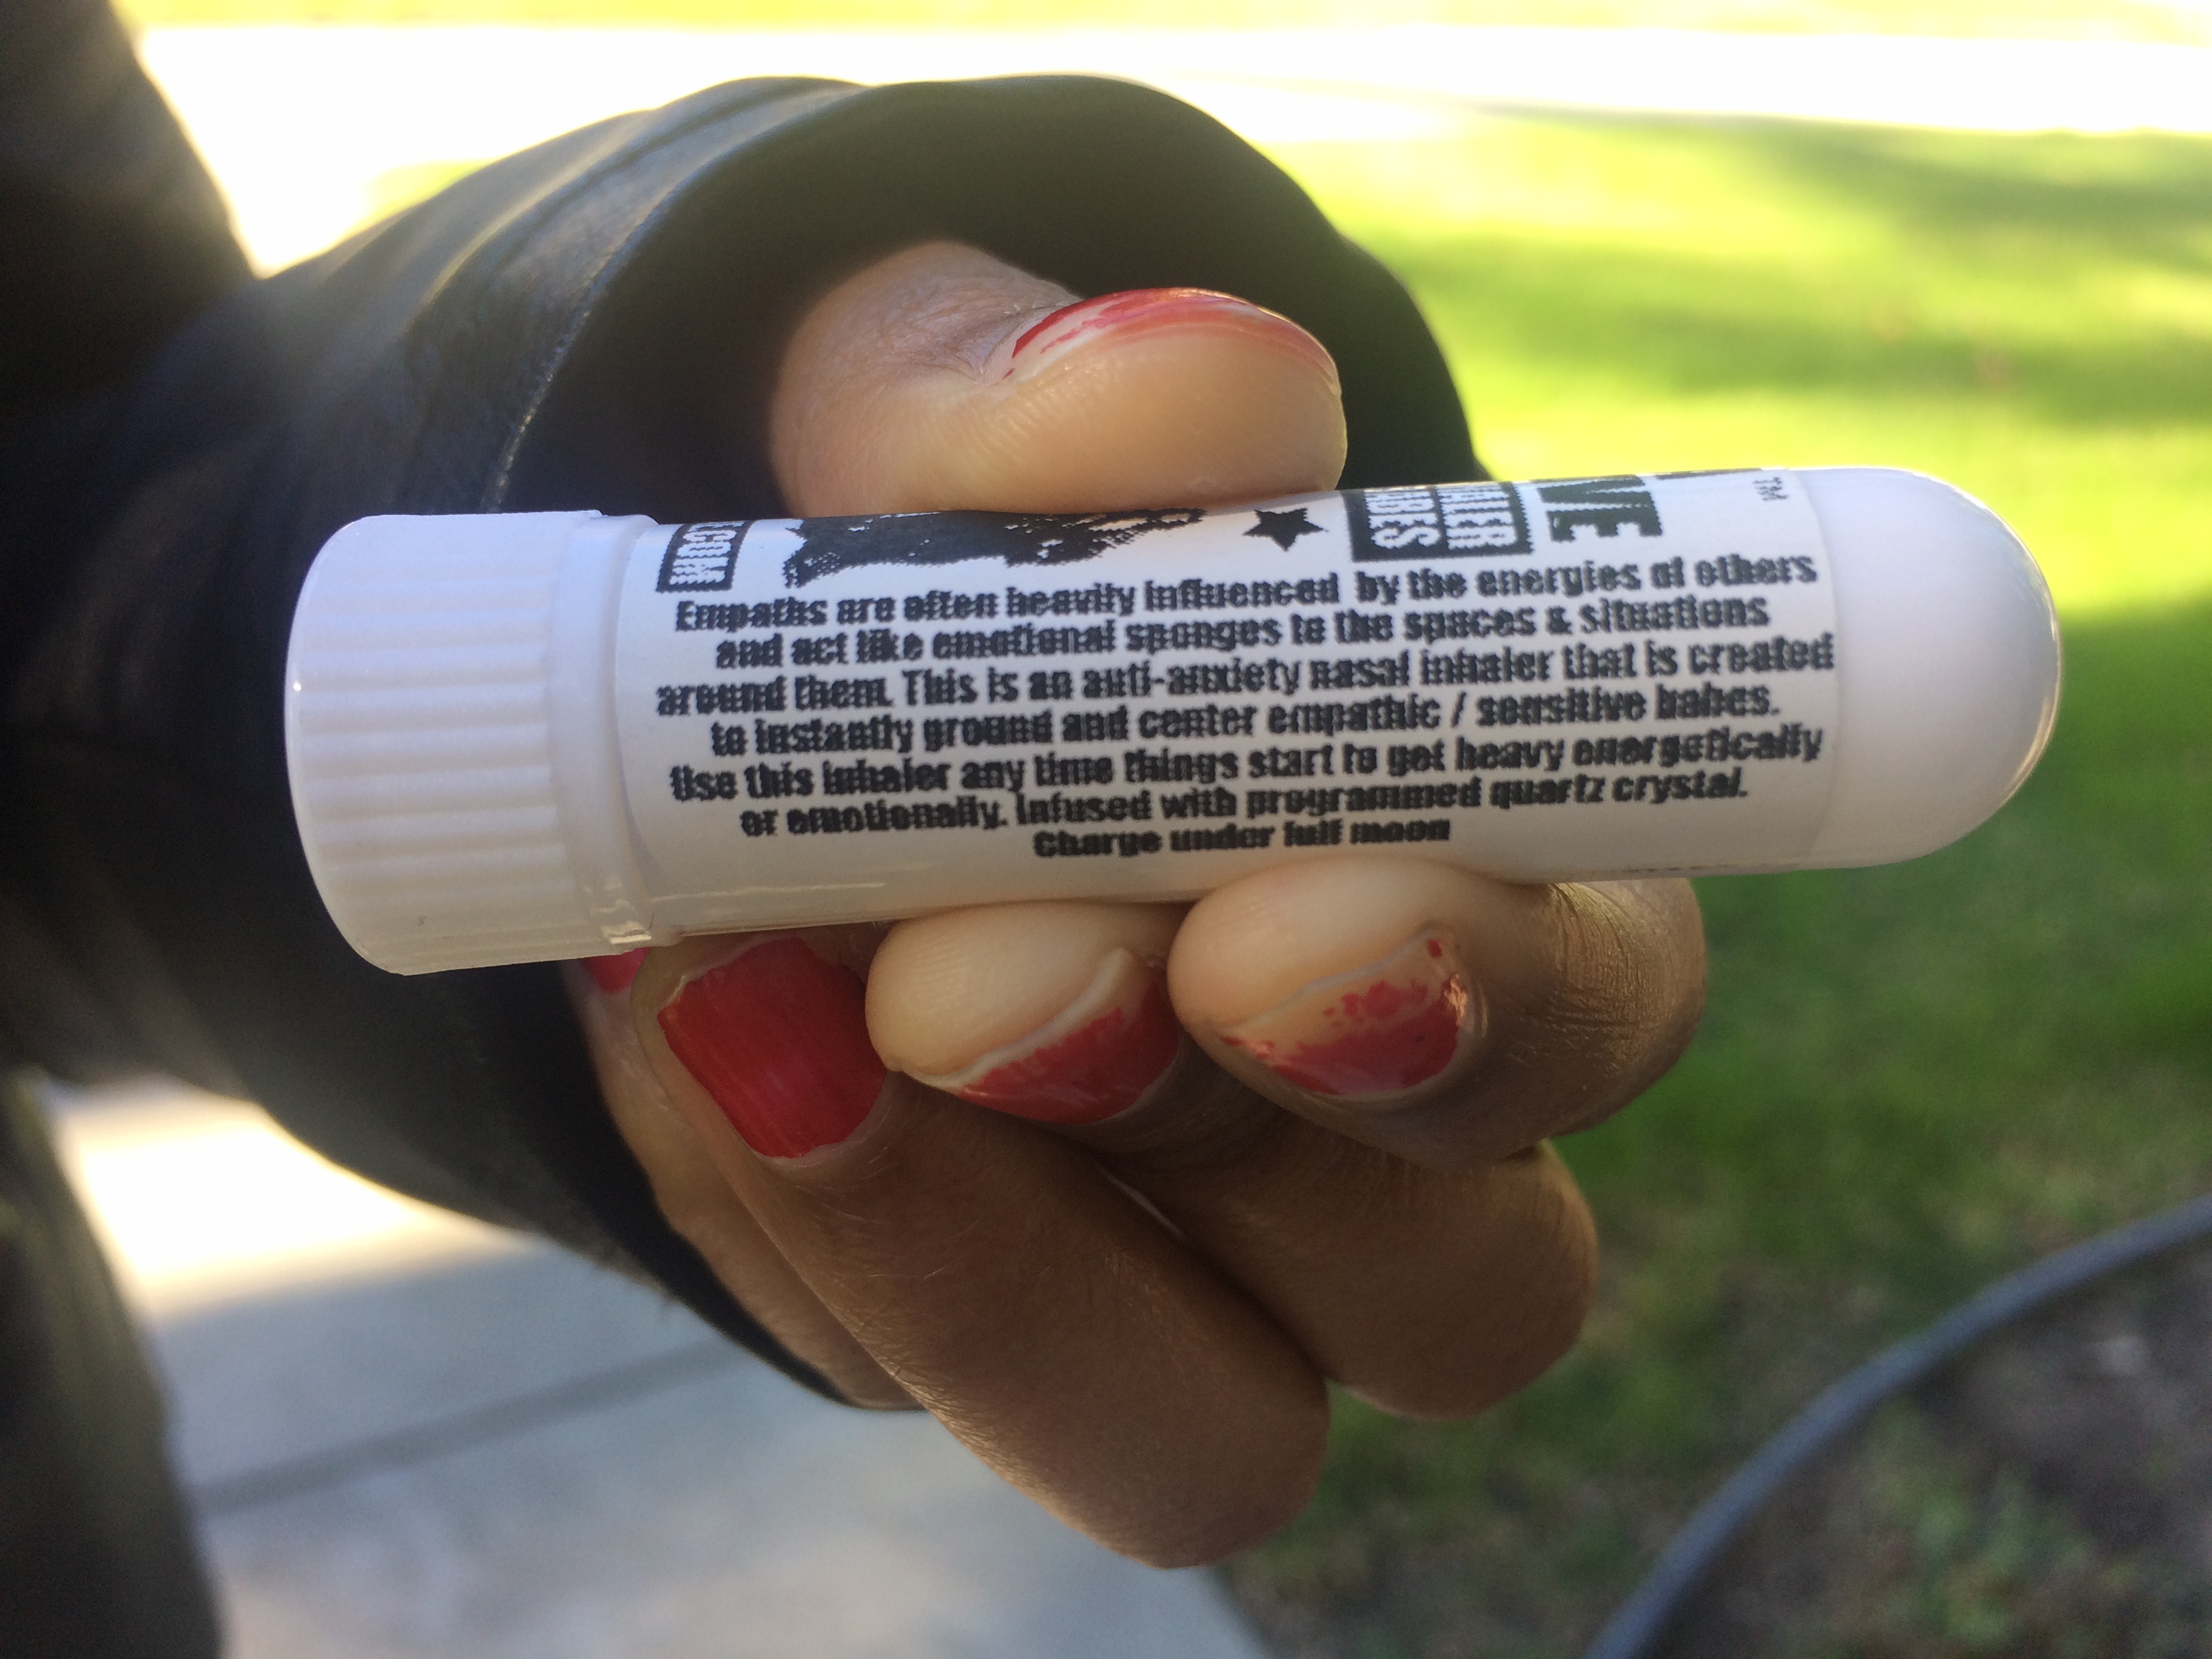 Empaths are often heavily influenced by the energies of others
and act like emotional sponges to the spaces & situations
around them. This is an anti-anxiety nasal inhaler that is created
to instantly ground and center empathic / sensitive babes.
Use this inhaler any time things start to get heavy energetically
or emotionally. Infused with programmed quartz crystal.
Charge under full moon